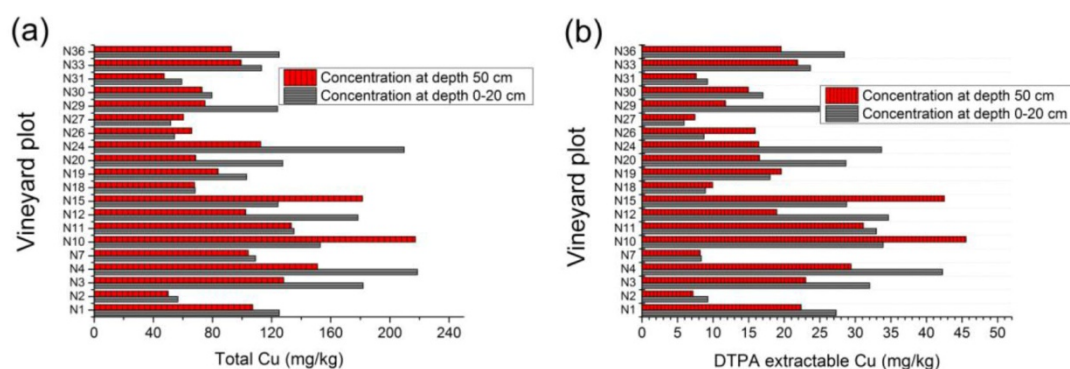 (a)
Vineyard plot
N36
N33
N31
N30
N29
N27
N26
N24
N20
N19
N18
N15
N12
N11
N10
N7
N4
N3
N2
N1
Concentration at depth 50 cm
Concentration at depth 0-20 cm
0 40 80 120 160 200 240
Total Cu (mg/kg)
(b)
Vineyard plot
N36
N33
N31
N30
N29
N27
N26
N24
N20
N19
N18
N15
N12
N11
N10
N7
N4
N3
N2
N1
Concentration at depth 50 cm
Concentration at depth 0-20 cm
0 5 10 15 20 25 30 35 40 45 50
DTPA extractable Cu (mg/kg)